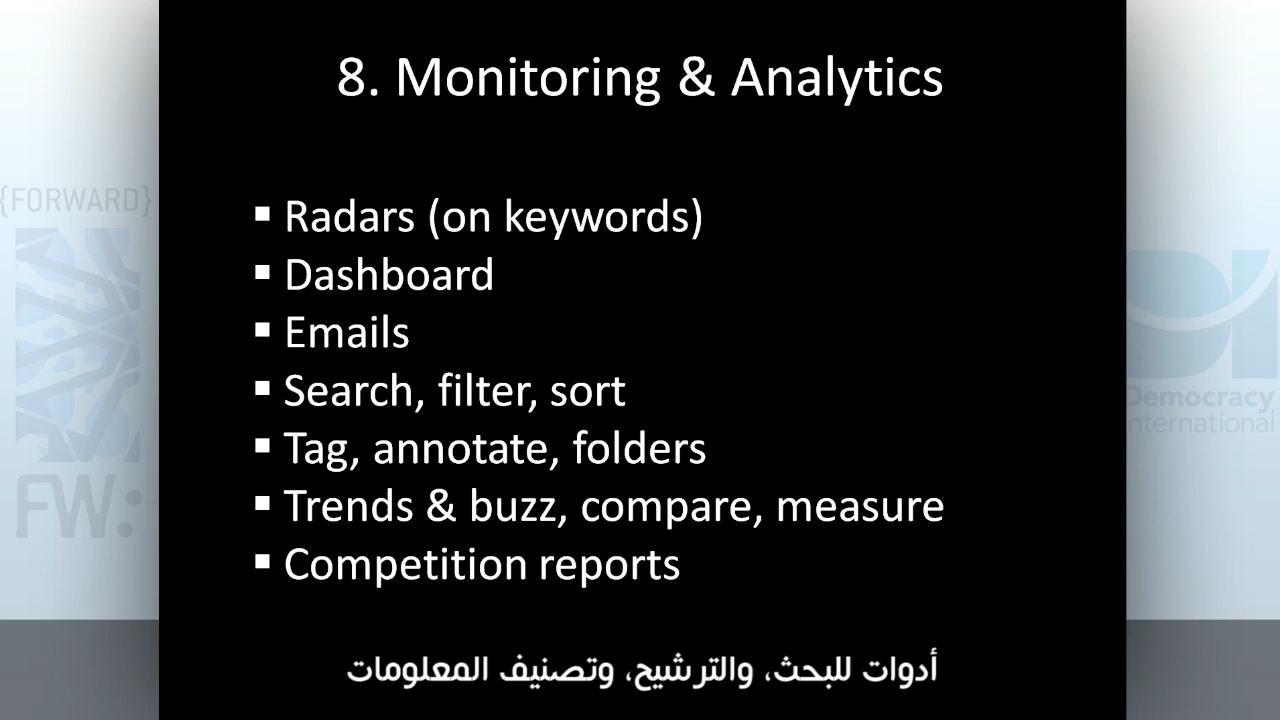 8. Monitoring & Analytics
▪ Radars (on keywords)
▪ Dashboard
▪ Emails
▪ Search, filter, sort
▪ Tag, annotate, folders
▪ Trends & buzz, compare, measure
▪ Competition reports
أدوات للبحث، والترشيح، وتصنيف المعلومات
{FORWARD}
FW:
DI
Democracy
International